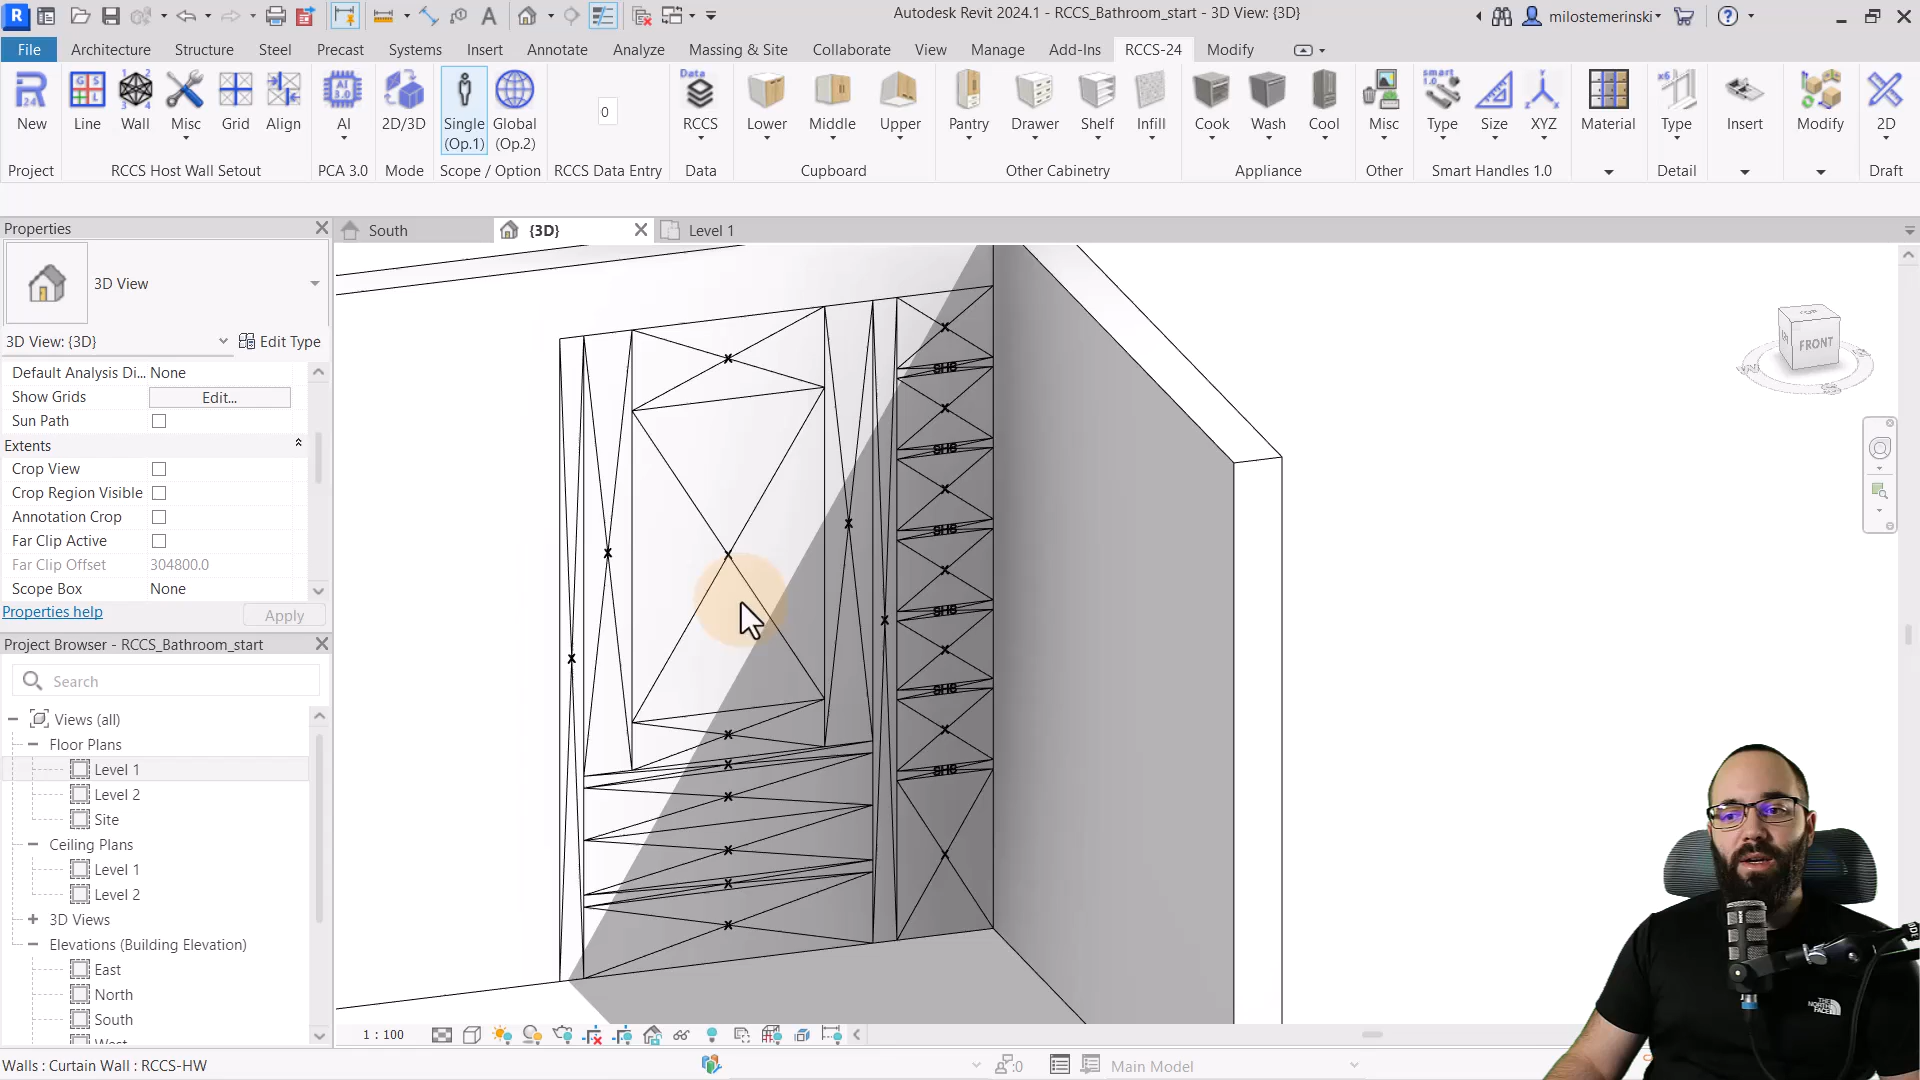 Autodesk Revit 2024.1 - RCCS_Bathroom_start - 3D View: {3D}
milostemerinski
File Architecture Structure Steel Precast Systems Insert Annotate Analyze Massing & Site Collaborate View Manage Add-Ins RCCS-24 Modify
New Line Wall Misc Grid Align AI 2D/3D Single (Op.1) Global (Op.2) 0 RCCS Lower Middle Upper Pantry Drawer Shelf Infill Cook Wash Cool Misc Type Size XYZ Material Type Insert Modify 2D
Project RCCS Host Wall Setout PCA 3.0 Mode Scope / Option RCCS Data Entry Data Cupboard Other Cabinetry Appliance Other Smart Handles 1.0 Detail Draft
Properties
South {3D} Level 1
3D View
3D View: {3D} Edit Type
Default Analysis Di... None
Show Grids Edit...
Sun Path
Extents
Crop View
Crop Region Visible
Annotation Crop
Far Clip Active
Far Clip Offset 304800.0
Scope Box None
Properties help Apply
Project Browser - RCCS_Bathroom_start
Search
Views (all)
Floor Plans
Level 1
Level 2
Site
Ceiling Plans
Level 1
Level 2
3D Views
Elevations (Building Elevation)
East
North
South
FRONT
THE NORTH FACE
1 : 100
Walls : Curtain Wall : RCCS-HW
:0
Main Model